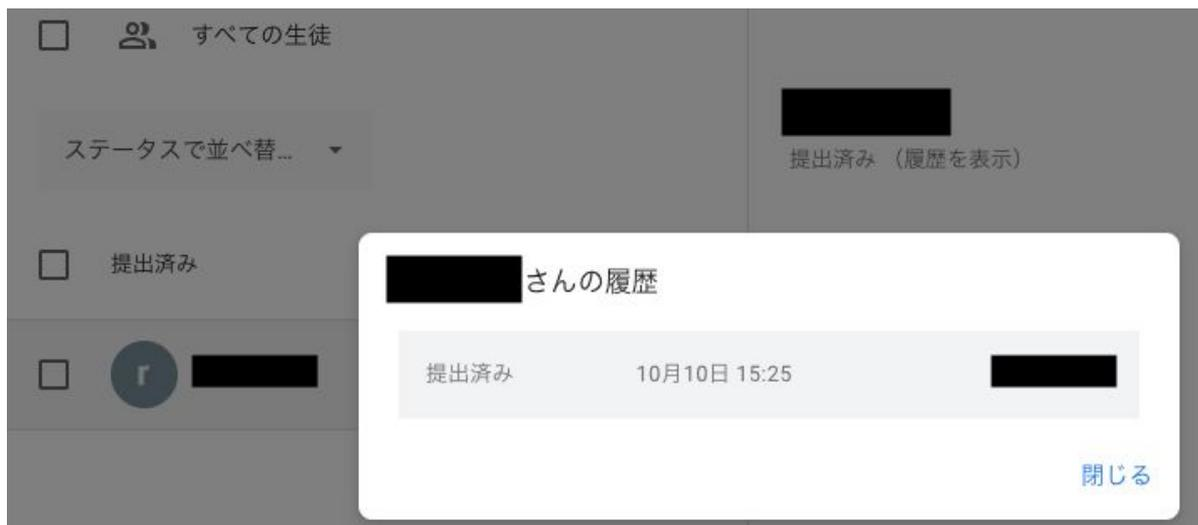 すべての生徒
ステータスで並べ替...
提出済み (履歴を表示)
提出済み
さんの履歴
r
提出済み 10月10日 15:25
閉じる